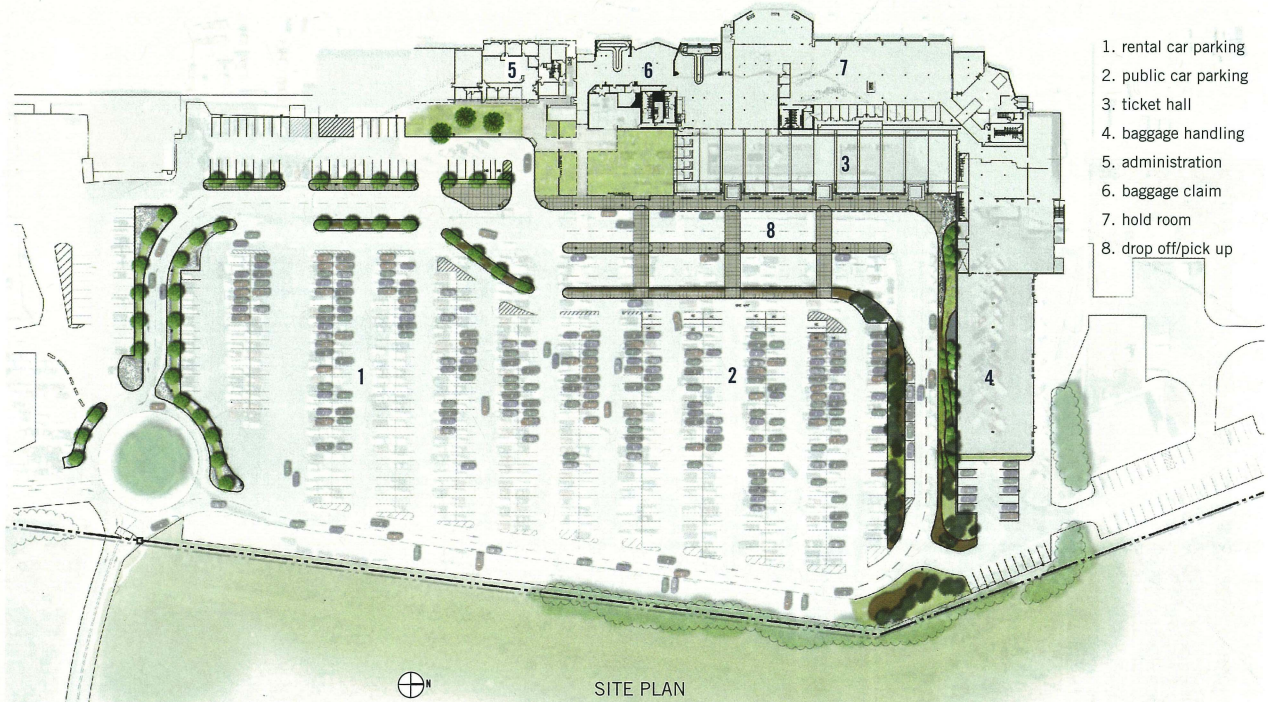 5
6
7
3
8
1
2
4
1. rental car parking
2. public car parking
3. ticket hall
4. baggage handling
5. administration
6. baggage claim
7. hold room
8. drop off/pick up
N
SITE PLAN